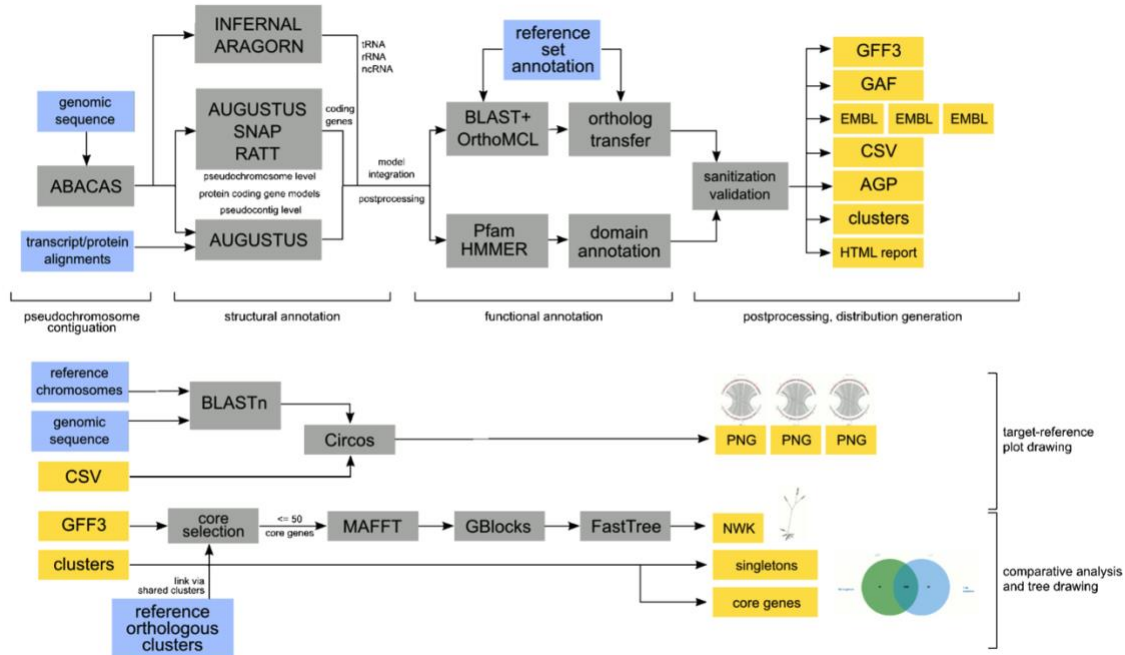 INFERNAL
ARAGORN
tRNA
rRNA
ncRNA
reference
set
annotation
genomic
sequence
ABACAS
AUGUSTUS
SNAP
RATT
coding
genes
pseudochromosome level
protein coding gene models
pseudocontig level
AUGUSTUS
transcript/protein
alignments
model
integration
postprocessing
BLAST+
OrthoMCL
ortholog
transfer
Pfam
HMMER
domain
annotation
sanitization
validation
GFF3
GAF
EMBL EMBL EMBL
CSV
AGP
clusters
HTML report
pseudochromosome
contiguation
structural annotation
functional annotation
postprocessing, distribution generation
reference
chromosomes
genomic
sequence
BLASTn
CSV
Circos
PNG PNG PNG
target-reference
plot drawing
GFF3
core
selection
<= 50
core genes
MAFFT
GBlocks
FastTree
NWK
clusters
link via
shared clusters
reference
orthologous
clusters
singletons
core genes
comparative analysis
and tree drawing